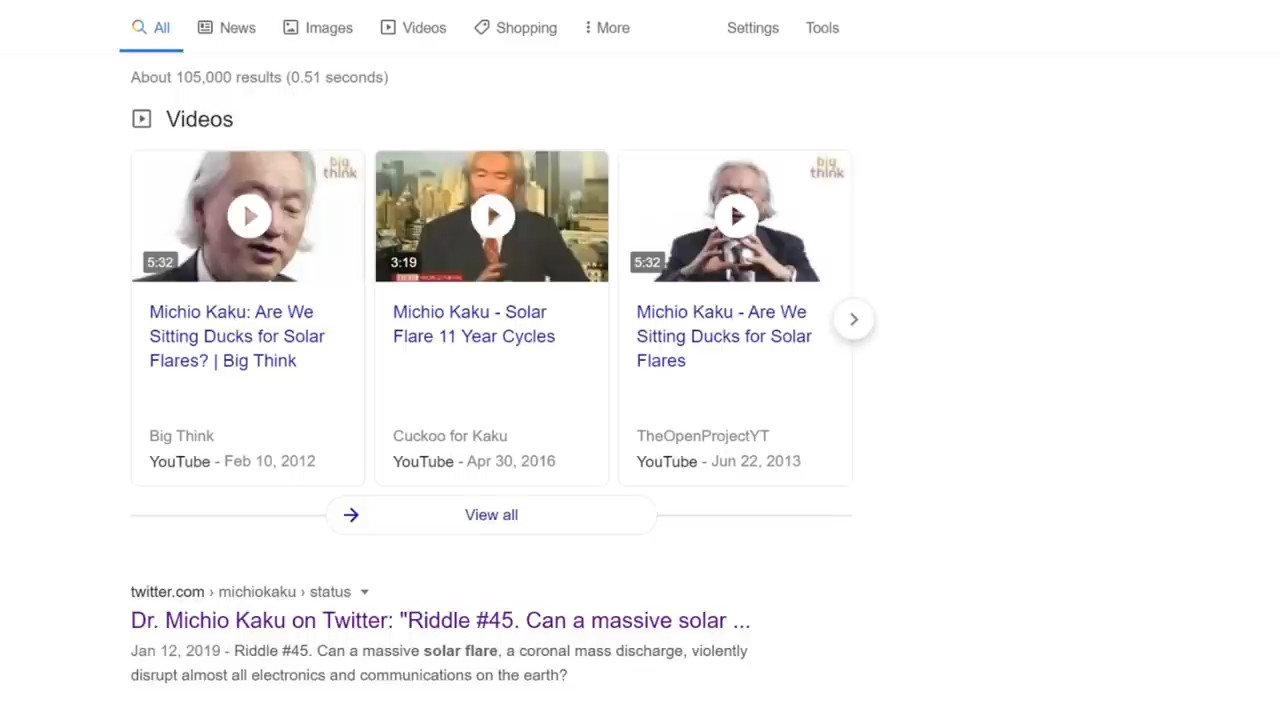 All News Images Videos Shopping More Settings Tools
About 105,000 results (0.51 seconds)
Videos
big
think
5:32
3:19
big
think
5:32
Michio Kaku: Are We
Sitting Ducks for Solar
Flares? | Big Think
Big Think
YouTube - Feb 10, 2012
Michio Kaku - Solar
Flare 11 Year Cycles
Cuckoo for Kaku
YouTube - Apr 30, 2016
Michio Kaku - Are We
Sitting Ducks for Solar
Flares
TheOpenProjectYT
YouTube - Jun 22, 2013
View all
twitter.com › michiokaku › status
Dr. Michio Kaku on Twitter: "Riddle #45. Can a massive solar ...
Jan 12, 2019 - Riddle #45. Can a massive solar flare, a coronal mass discharge, violently
disrupt almost all electronics and communications on the earth?